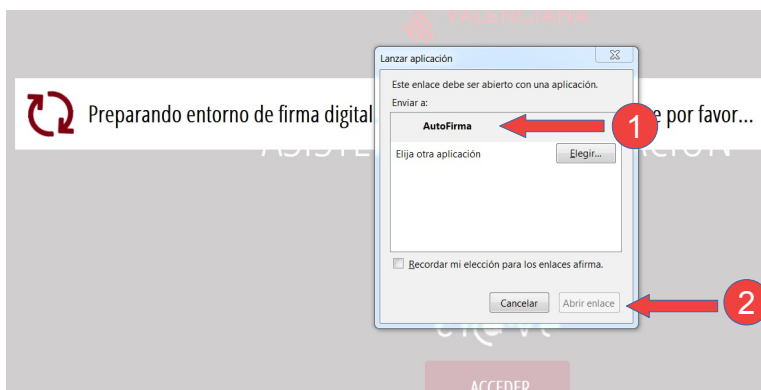 VALENCIANA
Lanzar aplicación
Este enlace debe ser abierto con una aplicación.
Enviar a:
AutoFirma
1
Preparando entorno de firma digital
e por favor...
Elija otra aplicación
Elegir...
Recordar mi elección para los enlaces afirma.
Cancelar
Abrir enlace
2
ACCEDER